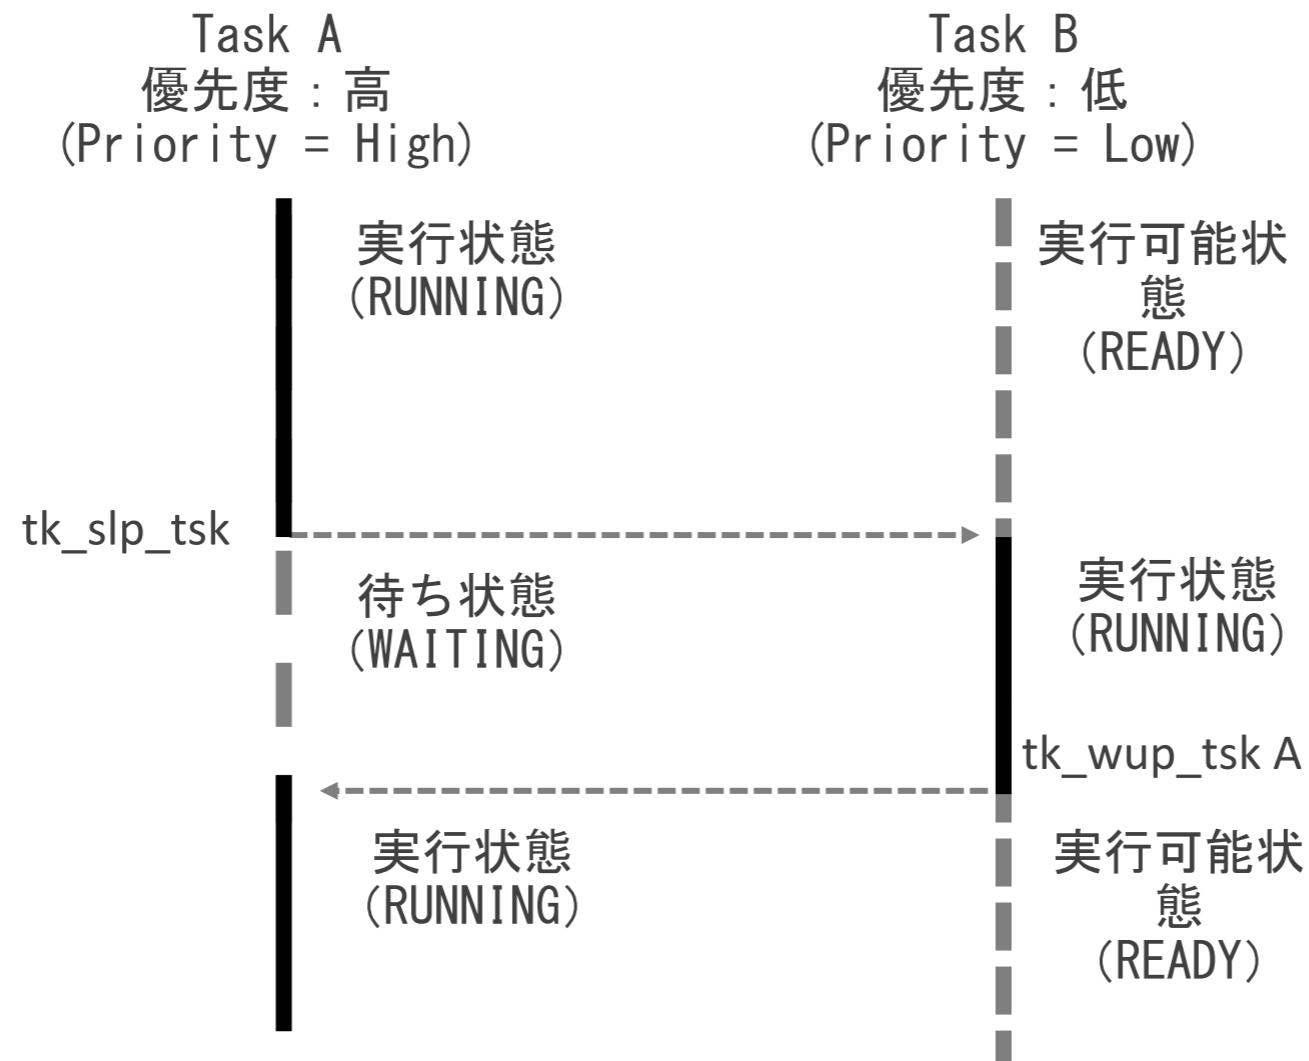 Task A
優先度：高
(Priority = High)
Task B
優先度：低
(Priority = Low)
実行状態
(RUNNING)
実行可能状
態
(READY)
tk_slp_tsk
待ち状態
(WAITING)
実行状態
(RUNNING)
tk_wup_tsk A
実行状態
(RUNNING)
実行可能状
態
(READY)